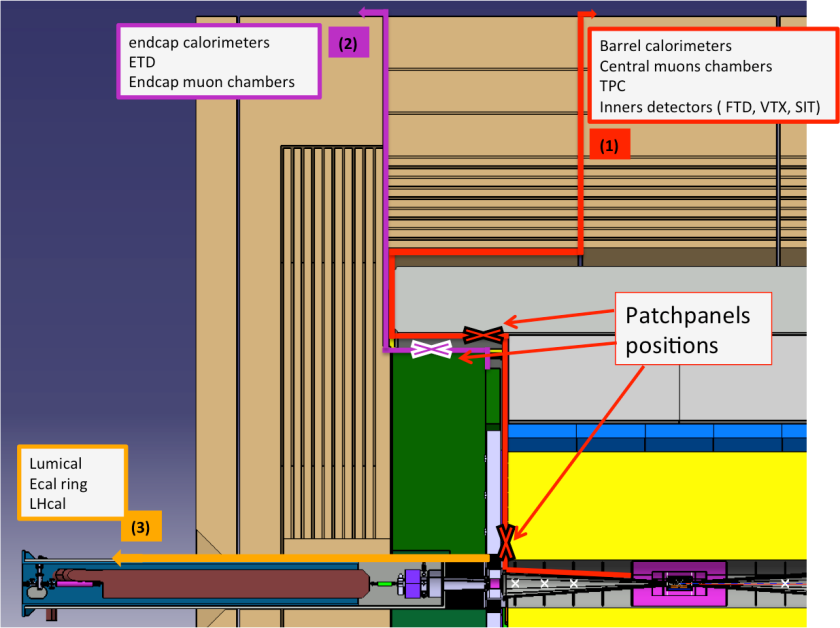 endcap calorimeters
ETD
Endcap muon chambers
(2)
Barrel calorimeters
Central muons chambers
TPC
Inners detectors ( FTD, VTX, SIT)
(1)
Patchpanels
positions
Lumical
Ecal ring
LHcal
(3)